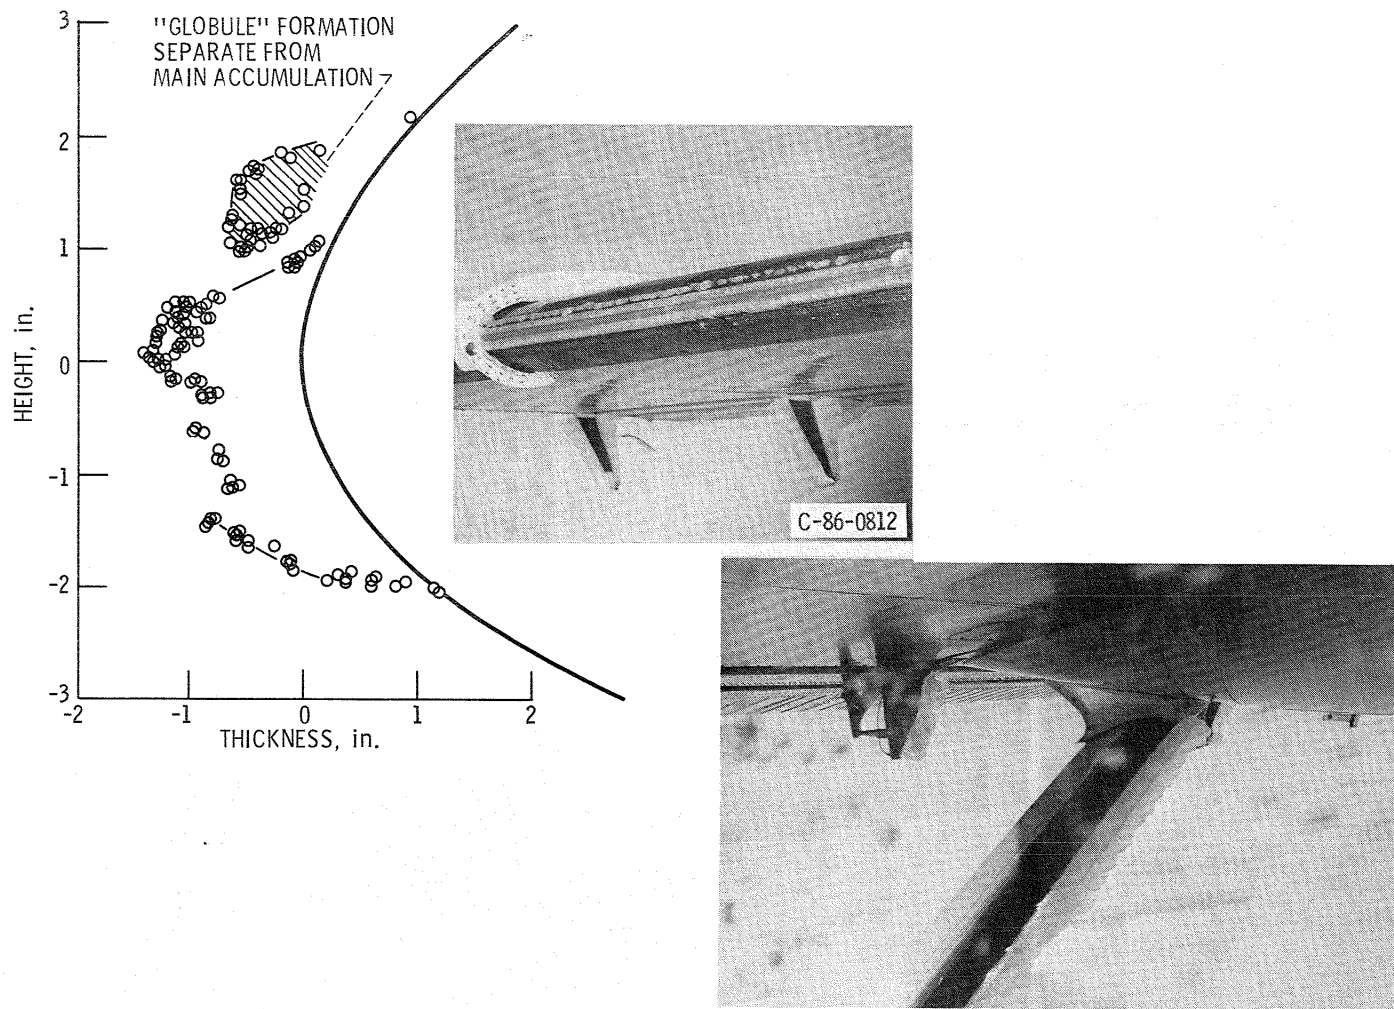 "GLOBULE" FORMATION
SEPARATE FROM
MAIN ACCUMULATION
3
2
1
0
-1
-2
-3
HEIGHT, in.
-2
-1
0
1
2
THICKNESS, in.
C-86-0812